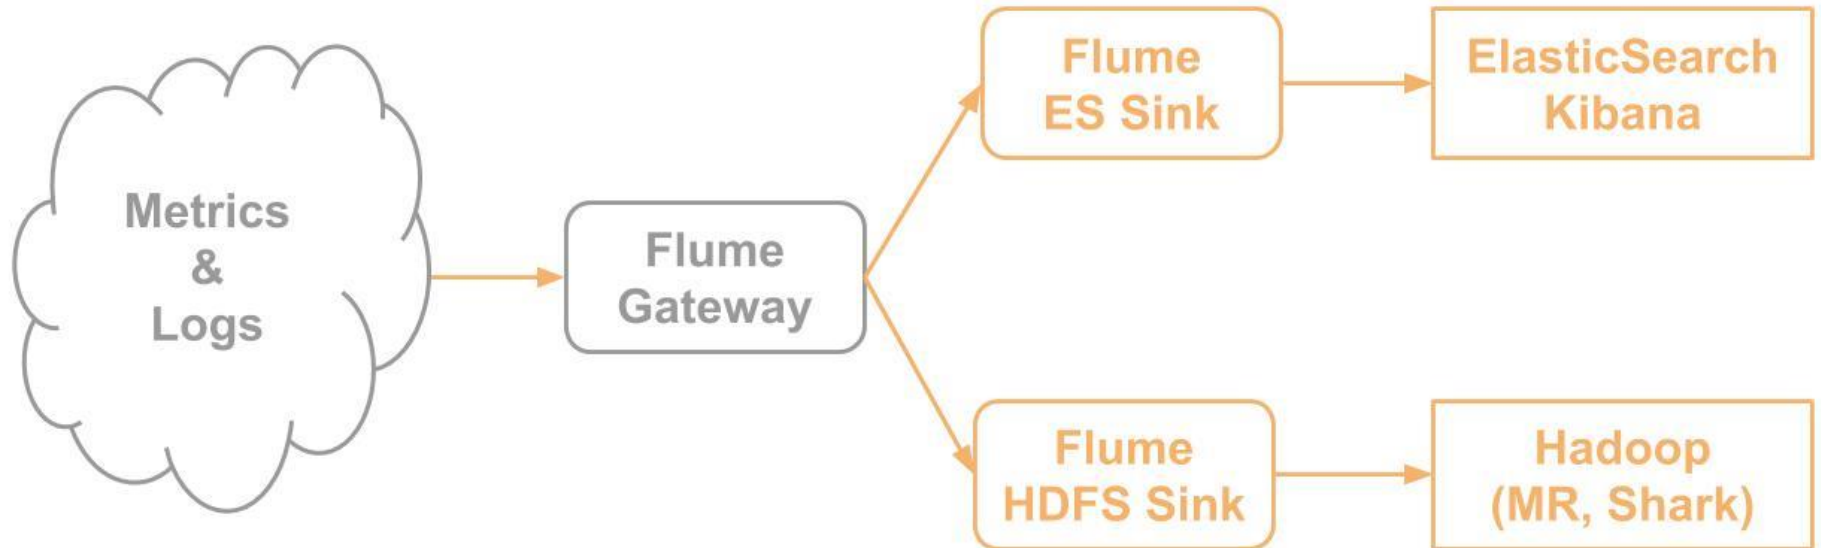 Metrics
&
Logs
Flume
Gateway
Flume
ES Sink
ElasticSearch
Kibana
Flume
HDFS Sink
Hadoop
(MR, Shark)